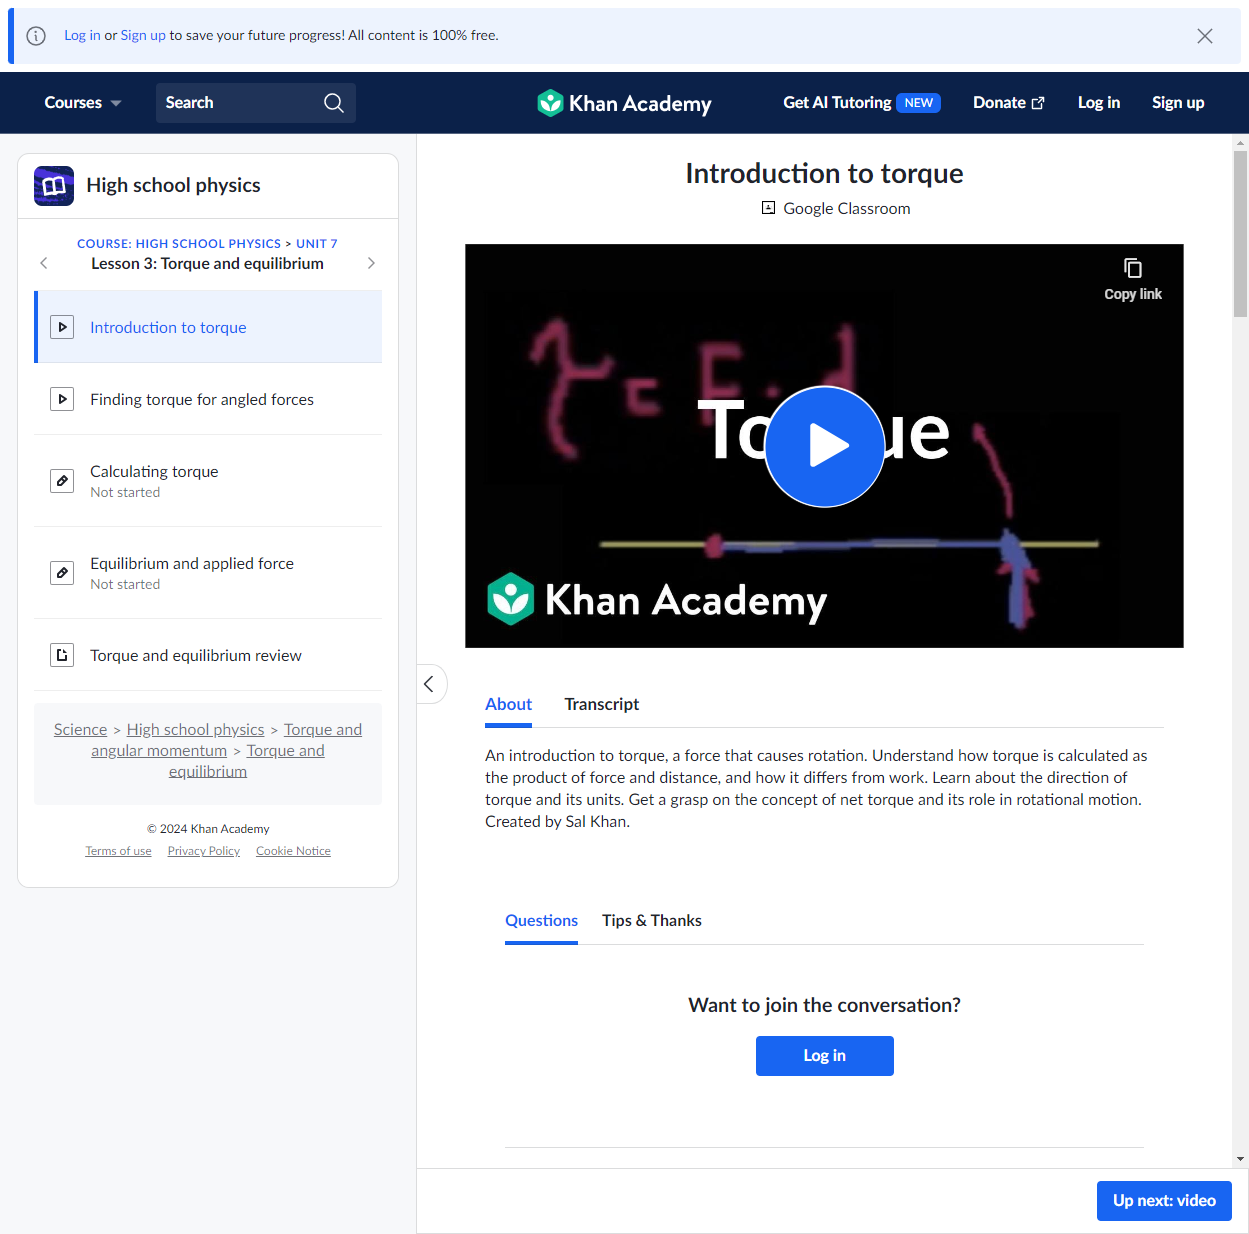 Log in or Sign up to save your future progress! All content is 100% free.
Courses
Search
Khan Academy
Get AI Tutoring NEW
Donate
Log in
Sign up
High school physics
COURSE: HIGH SCHOOL PHYSICS > UNIT 7
Lesson 3: Torque and equilibrium
Introduction to torque
Finding torque for angled forces
Calculating torque
Not started
Equilibrium and applied force
Not started
Torque and equilibrium review
Science > High school physics > Torque and
angular momentum > Torque and
equilibrium
© 2024 Khan Academy
Terms of use Privacy Policy Cookie Notice
Introduction to torque
Google Classroom
Copy link
τ = F · d
Khan Academy
About
Transcript
An introduction to torque, a force that causes rotation. Understand how torque is calculated as
the product of force and distance, and how it differs from work. Learn about the direction of
torque and its units. Get a grasp on the concept of net torque and its role in rotational motion.
Created by Sal Khan.
Questions
Tips & Thanks
Want to join the conversation?
Log in
Up next: video